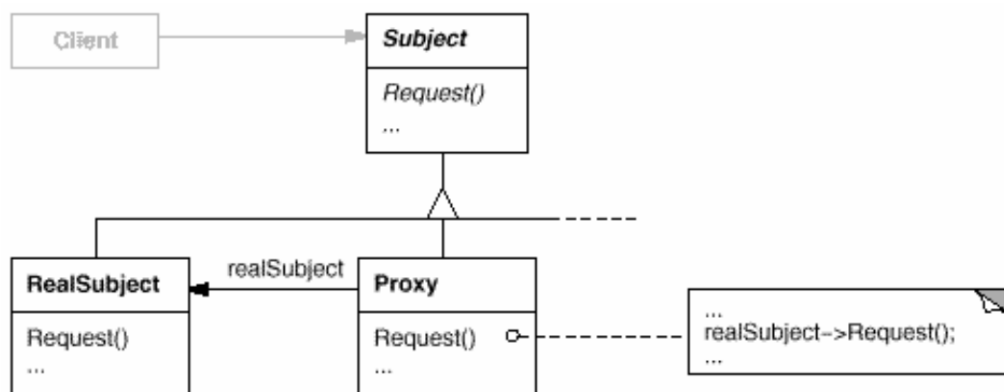 Client
Subject
Request()
...
RealSubject
Request()
...
realSubject
Proxy
Request()
...
...
realSubject->Request();
...